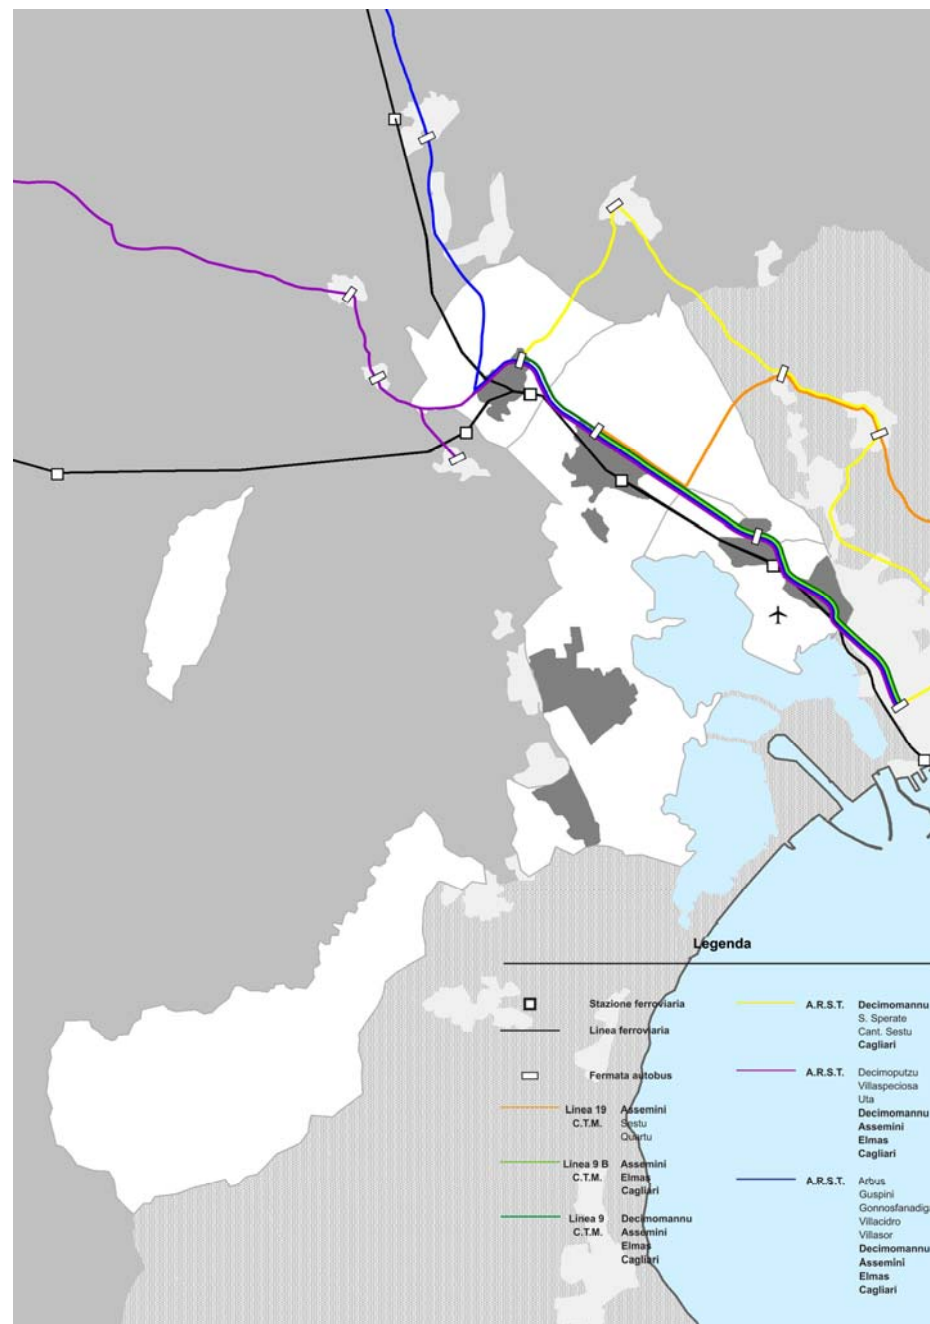 Legenda
Stazione ferroviaria
Linea ferroviaria
Fermata autobus
Linea 19 Assemini
C.T.M. Sestu
Quartu
Linea 9 B Assemini
C.T.M. Elmas
Cagliari
Linea 9 Decimomannu
C.T.M. Assemini
Elmas
Cagliari
A.R.S.T. Decimomannu
S. Sperate
Cant. Sestu
Cagliari
A.R.S.T. Decimoputzu
Villaspeciosa
Uta
Decimomannu
Assemini
Elmas
Cagliari
A.R.S.T. Arbus
Guspini
Gonnosfanadiga
Villacidro
Villasor
Decimomannu
Assemini
Elmas
Cagliari